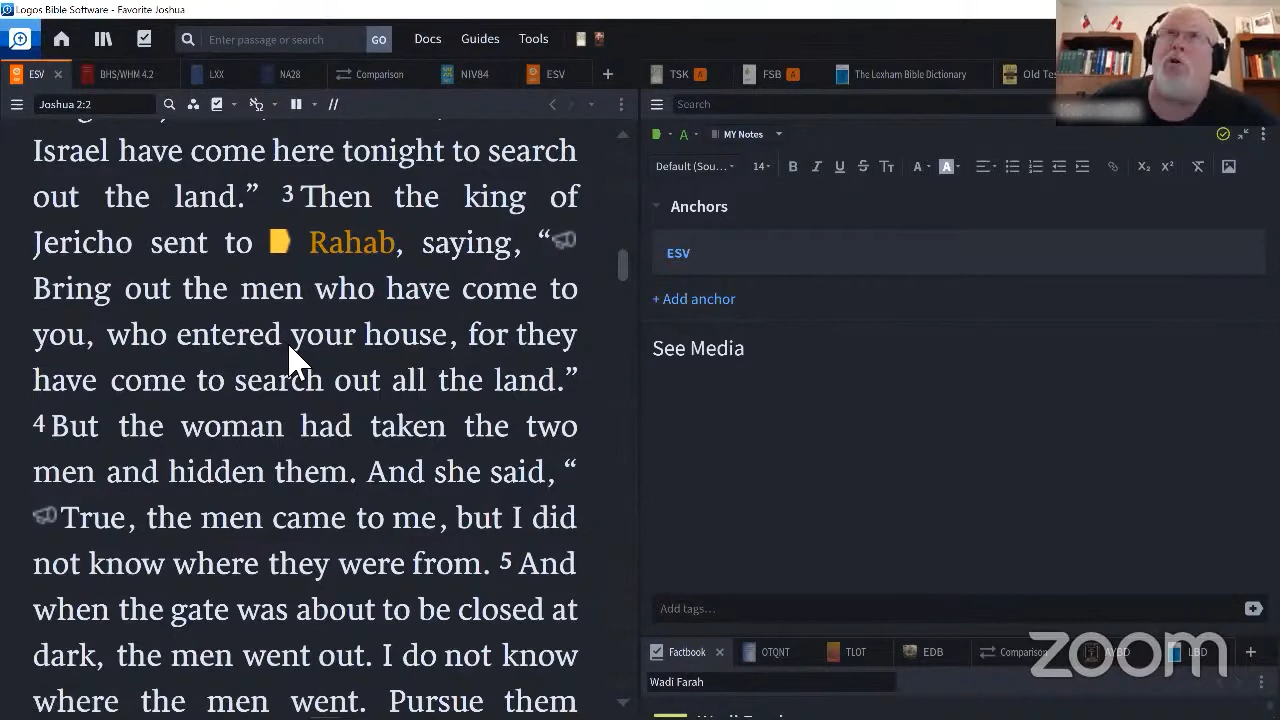 Logos Bible Software - Favorite Joshua
Enter passage or search GO Docs Guides Tools
ESV BHS/WHM 4.2 LXX NA28 Comparison NIV84 ESV
Joshua 2:2
Israel have come here tonight to search
out the land.” 3 Then the king of
Jericho sent to Rahab, saying, “
Bring out the men who have come to
you, who entered your house, for they
have come to search out all the land.”
4 But the woman had taken the two
men and hidden them. And she said, “
True, the men came to me, but I did
not know where they were from. 5 And
when the gate was about to be closed at
dark, the men went out. I do not know
where the men went. Pursue them
TSK A FSB A The Lexham Bible Dictionary Old Te
Search
A MY Notes
Default (Sou... 14 B I U S Tт A A X₂ X²
Anchors
ESV
+ Add anchor
See Media
Add tags...
Factbook OTQNT TLOT EDB Comparison AYBD LBD
Wadi Farah
zoom